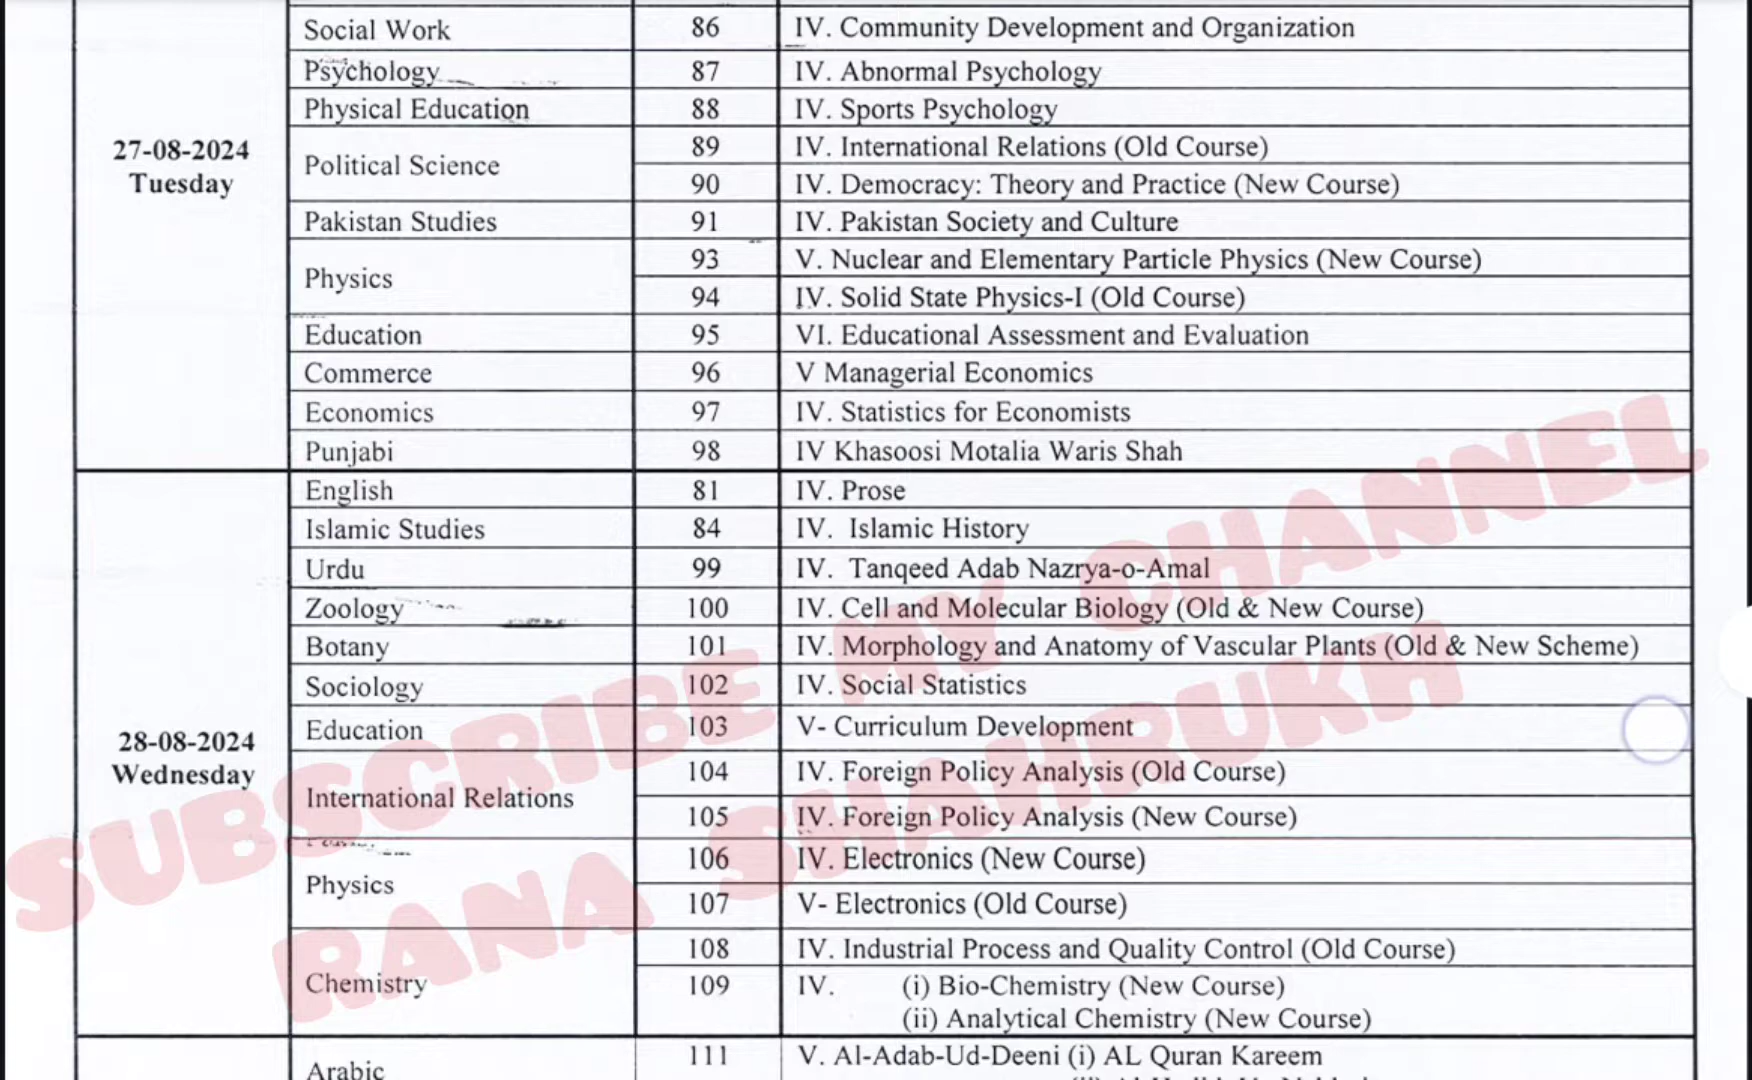 Social Work 86 IV. Community Development and Organization
Psychology 87 IV. Abnormal Psychology
Physical Education 88 IV. Sports Psychology
27-08-2024
Tuesday
Political Science
89 IV. International Relations (Old Course)
90 IV. Democracy: Theory and Practice (New Course)
Pakistan Studies 91 IV. Pakistan Society and Culture
Physics
93 V. Nuclear and Elementary Particle Physics (New Course)
94 IV. Solid State Physics-I (Old Course)
Education 95 VI. Educational Assessment and Evaluation
Commerce 96 V Managerial Economics
Economics 97 IV. Statistics for Economists
Punjabi 98 IV Khasoosi Motalia Waris Shah
28-08-2024
Wednesday
English 81 IV. Prose
Islamic Studies 84 IV. Islamic History
Urdu 99 IV. Tanqeed Adab Nazrya-o-Amal
Zoology 100 IV. Cell and Molecular Biology (Old & New Course)
Botany 101 IV. Morphology and Anatomy of Vascular Plants (Old & New Scheme)
Sociology 102 IV. Social Statistics
Education 103 V- Curriculum Development
International Relations
104 IV. Foreign Policy Analysis (Old Course)
105 IV. Foreign Policy Analysis (New Course)
Physics
106 IV. Electronics (New Course)
107 V- Electronics (Old Course)
Chemistry
108 IV. Industrial Process and Quality Control (Old Course)
109 IV. (i) Bio-Chemistry (New Course)
(ii) Analytical Chemistry (New Course)
Arabic 111 V. Al-Adab-Ud-Deeni (i) AL Quran Kareem
SUBSCRIBE MY CHANNEL
RANA SHAHRUKH